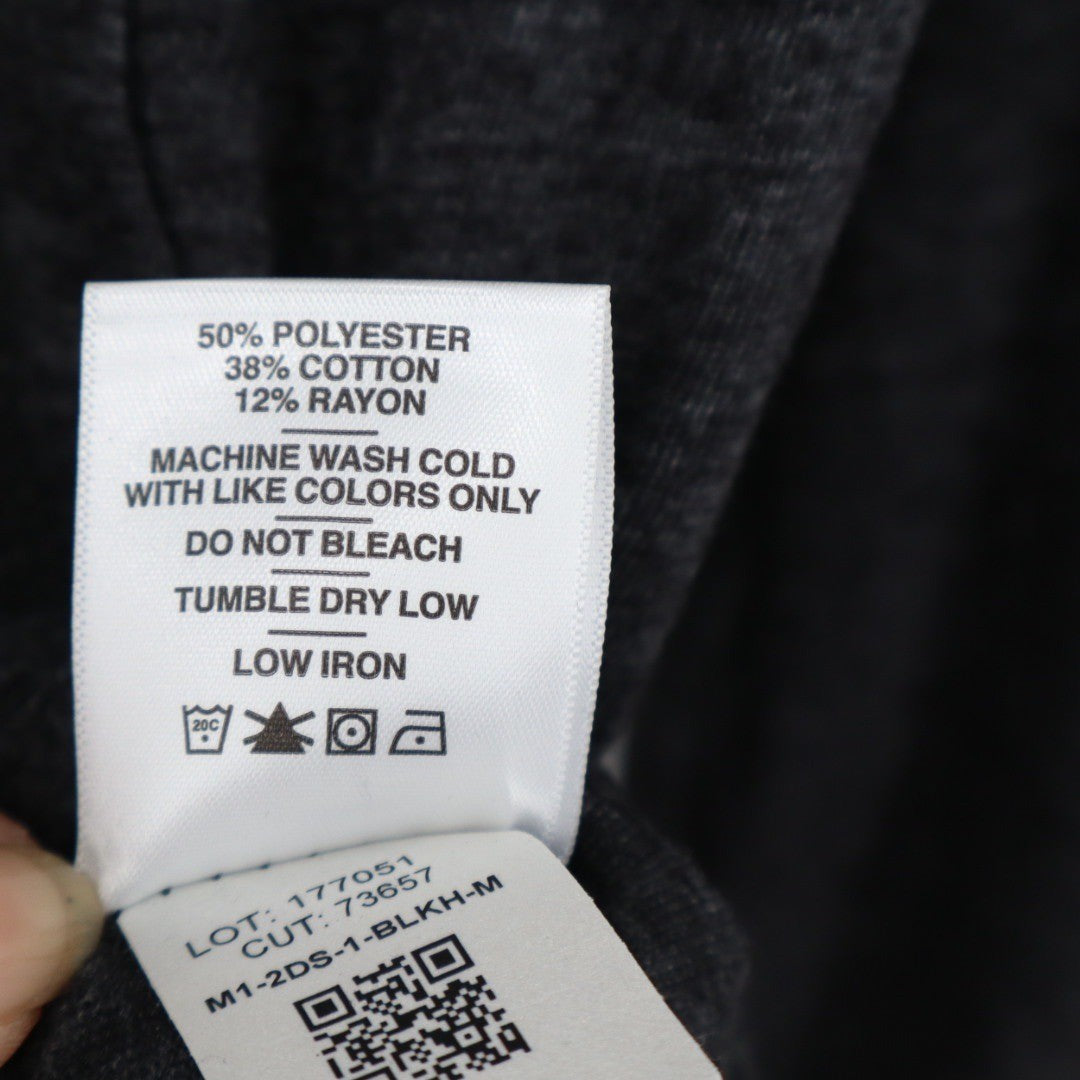 50% POLYESTER
38% COTTON
12% RAYON
MACHINE WASH COLD
WITH LIKE COLORS ONLY
DO NOT BLEACH
TUMBLE DRY LOW
LOW IRON
20C
LOT: 177051
CUT: 73657
M1-2DS-1-BLKH-M